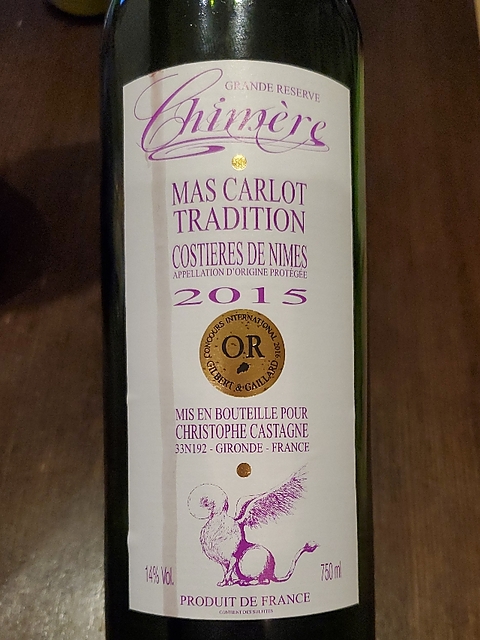 GRANDE RESERVE
Chimère
MAS CARLOT
TRADITION
COSTIERES DE NIMES
APPELLATION D'ORIGINE PROTÉGÉE
2015
CONCOURS INTERNATIONAL 2016
OR
GILBERT & GAILLARD
MIS EN BOUTEILLE POUR
CHRISTOPHE CASTAGNE
33N192 - GIRONDE - FRANCE
14% Vol.
750 ml
PRODUIT DE FRANCE